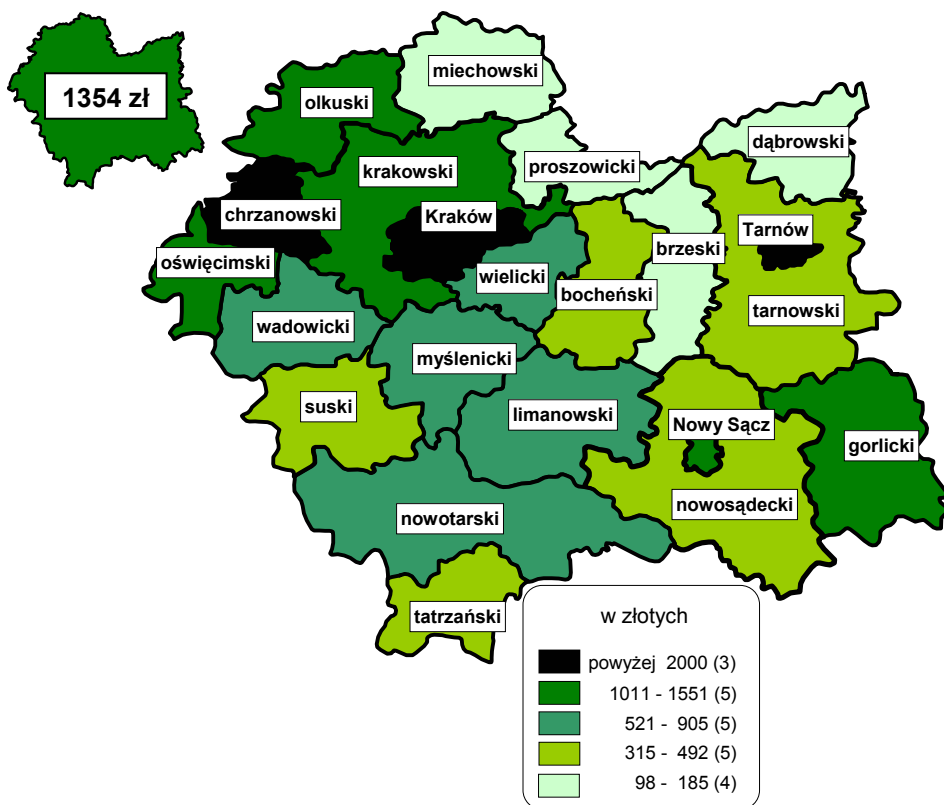 1354 zł
miechowski
olkuski
dąbrowski
proszowicki
krakowski
chrzanowski
Kraków
Tarnów
brzeski
wielicki
oświęcimski
bocheński
tarnowski
wadowicki
myślenicki
suski
limanowski
Nowy Sącz
gorlicki
nowosądecki
nowotarski
tatrzański
w złotych
powyżej 2000 (3)
1011 - 1551 (5)
521 - 905 (5)
315 - 492 (5)
98 - 185 (4)